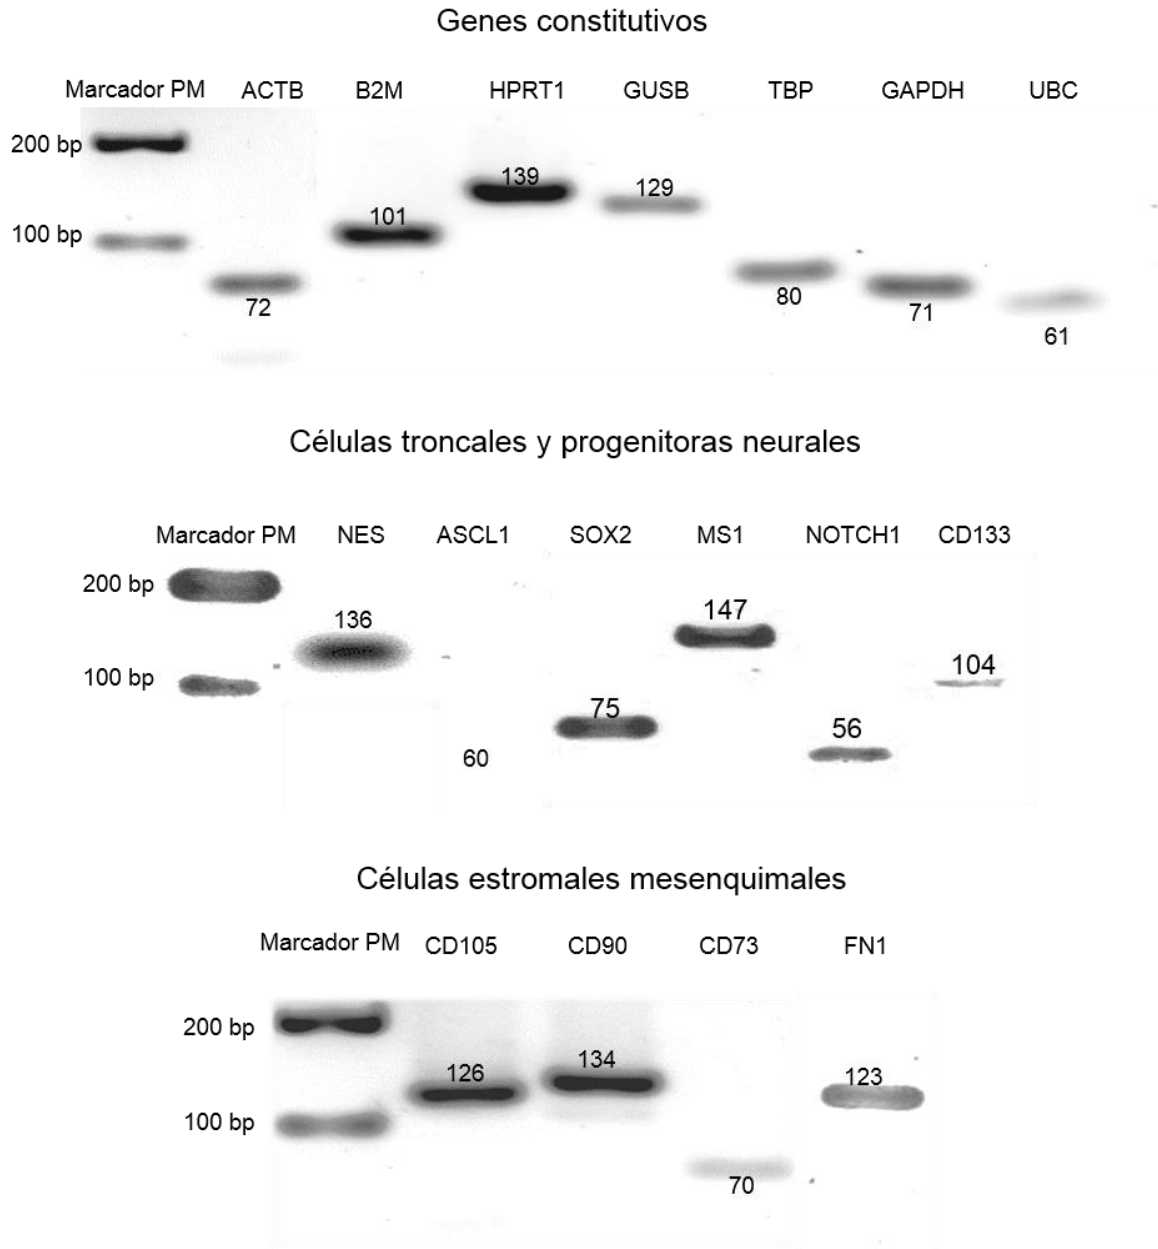 Genes constitutivos
Marcador PM ACTB B2M HPRT1 GUSB TBP GAPDH UBC
200 bp
139
129
101
100 bp
72
80
71
61
Células troncales y progenitoras neurales
Marcador PM NES ASCL1 SOX2 MS1 NOTCH1 CD133
200 bp
147
136
104
100 bp
75
56
60
Células estromales mesenquimales
Marcador PM CD105 CD90 CD73 FN1
200 bp
134
126
123
100 bp
70